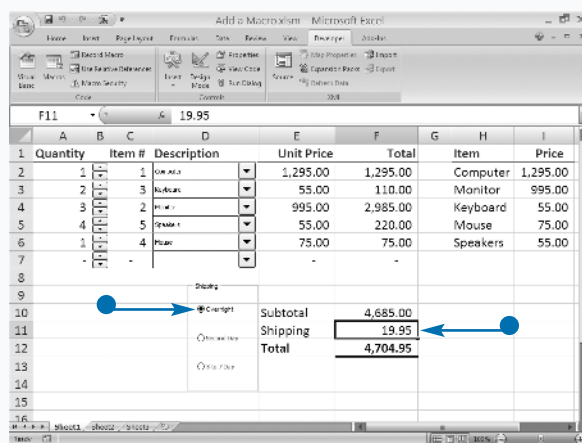 Add a Macro.xlsm - Microsoft Excel
Home Insert Page Layout Formulas Data Review View Developer Add-Ins
Visual Basic
Macros
Record Macro
Use Relative References
Macro Security
Code
Insert
Design Mode
Properties
View Code
Run Dialog
Controls
Source
Map Properties
Expansion Packs
Refresh Data
Import
Export
XML
F11 19.95
A B C D E F G H I
1 Quantity Item # Description Unit Price Total Item Price
2 1 1 Computer 1,295.00 1,295.00 Computer 1,295.00
3 2 3 Keyboard 55.00 110.00 Monitor 995.00
4 3 2 Monitor 995.00 2,985.00 Keyboard 55.00
5 4 5 Speakers 55.00 220.00 Mouse 75.00
6 1 4 Mouse 75.00 75.00 Speakers 55.00
7 - - - -
8 Shipping
9
10 Overnight Subtotal 4,685.00
11 Shipping 19.95
12 Total 4,704.95
13
14
15
16
Sheet1 Sheet2 Sheet3
Ready 100%